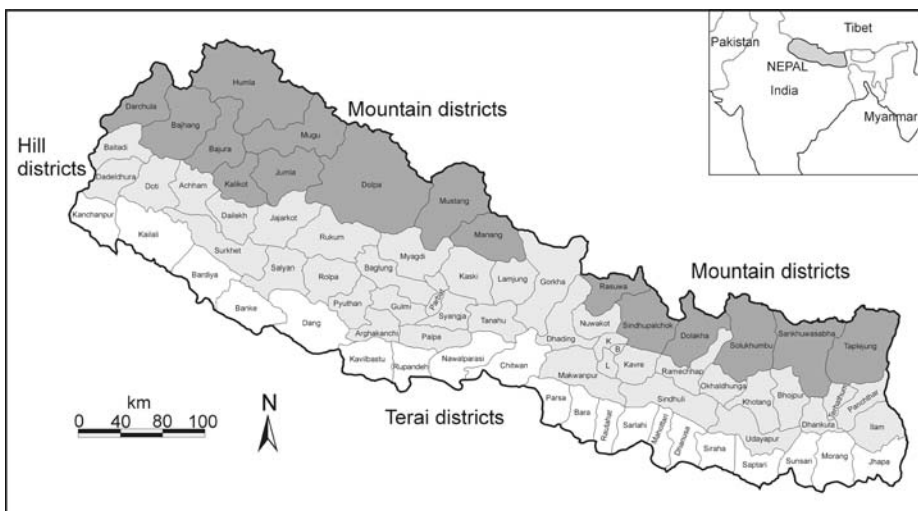 Pakistan
Tibet
NEPAL
India
Myanmar
Mountain districts
Hill
districts
Mountain districts
Terai districts
km
0 20 40 60 80 100
N
Humla
Darchula
Bajhang
Mugu
Bajura
Baitadi
Jumla
Kalikot
Dolpa
Dadeldhura
Doti
Achham
Mustang
Kanchanpur
Dailekh
Jajarkot
Manang
Kailali
Rukum
Surkhet
Myagdi
Bardiya
Salyan
Rolpa
Baglung
Kaski
Lamjung
Gorkha
Rasuwa
Banke
Pyuthan
Gulmi
Parbat
Syangja
Tanahu
Nuwakot
Sindhupalchok
Dolakha
Solukhumbu
Sankhuwasabha
Taplejung
Dang
Arghakanchi
Palpa
Dhading
K
B
L
Kavre
Ramechhap
Kavilbastu
Rupandeh
Nawalparasi
Chitwan
Makwanpur
Okhaldhunga
Khotang
Bhojpur
Panchthar
Sindhuli
Dhankuta
Ilam
Parsa
Bara
Rautahat
Sarlahi
Mahottari
Dhanusa
Siraha
Udayapur
Saptari
Sunsari
Morang
Jhapa